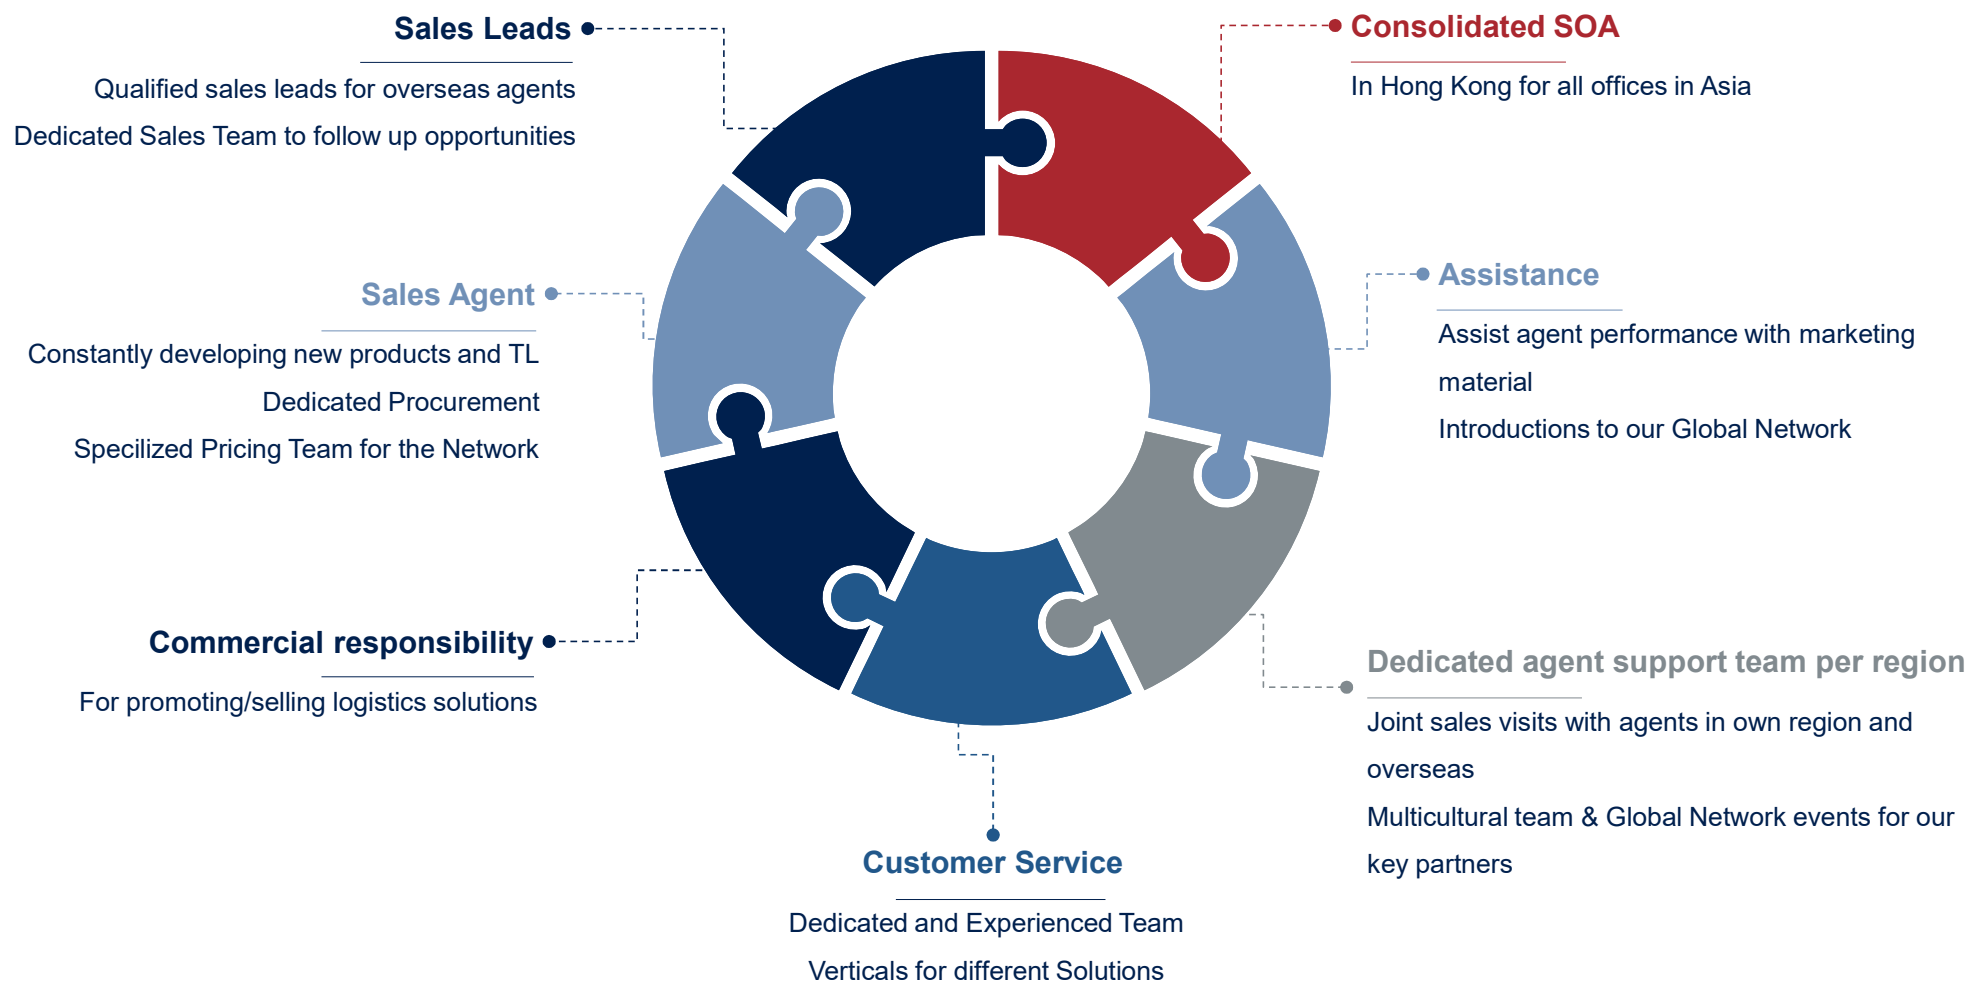 Sales Leads
Qualified sales leads for overseas agents
Dedicated Sales Team to follow up opportunities
Consolidated SOA
In Hong Kong for all offices in Asia
Sales Agent
Constantly developing new products and TL
Dedicated Procurement
Specilized Pricing Team for the Network
Assistance
Assist agent performance with marketing
material
Introductions to our Global Network
Commercial responsibility
For promoting/selling logistics solutions
Dedicated agent support team per region
Joint sales visits with agents in own region and
overseas
Multicultural team & Global Network events for our
key partners
Customer Service
Dedicated and Experienced Team
Verticals for different Solutions